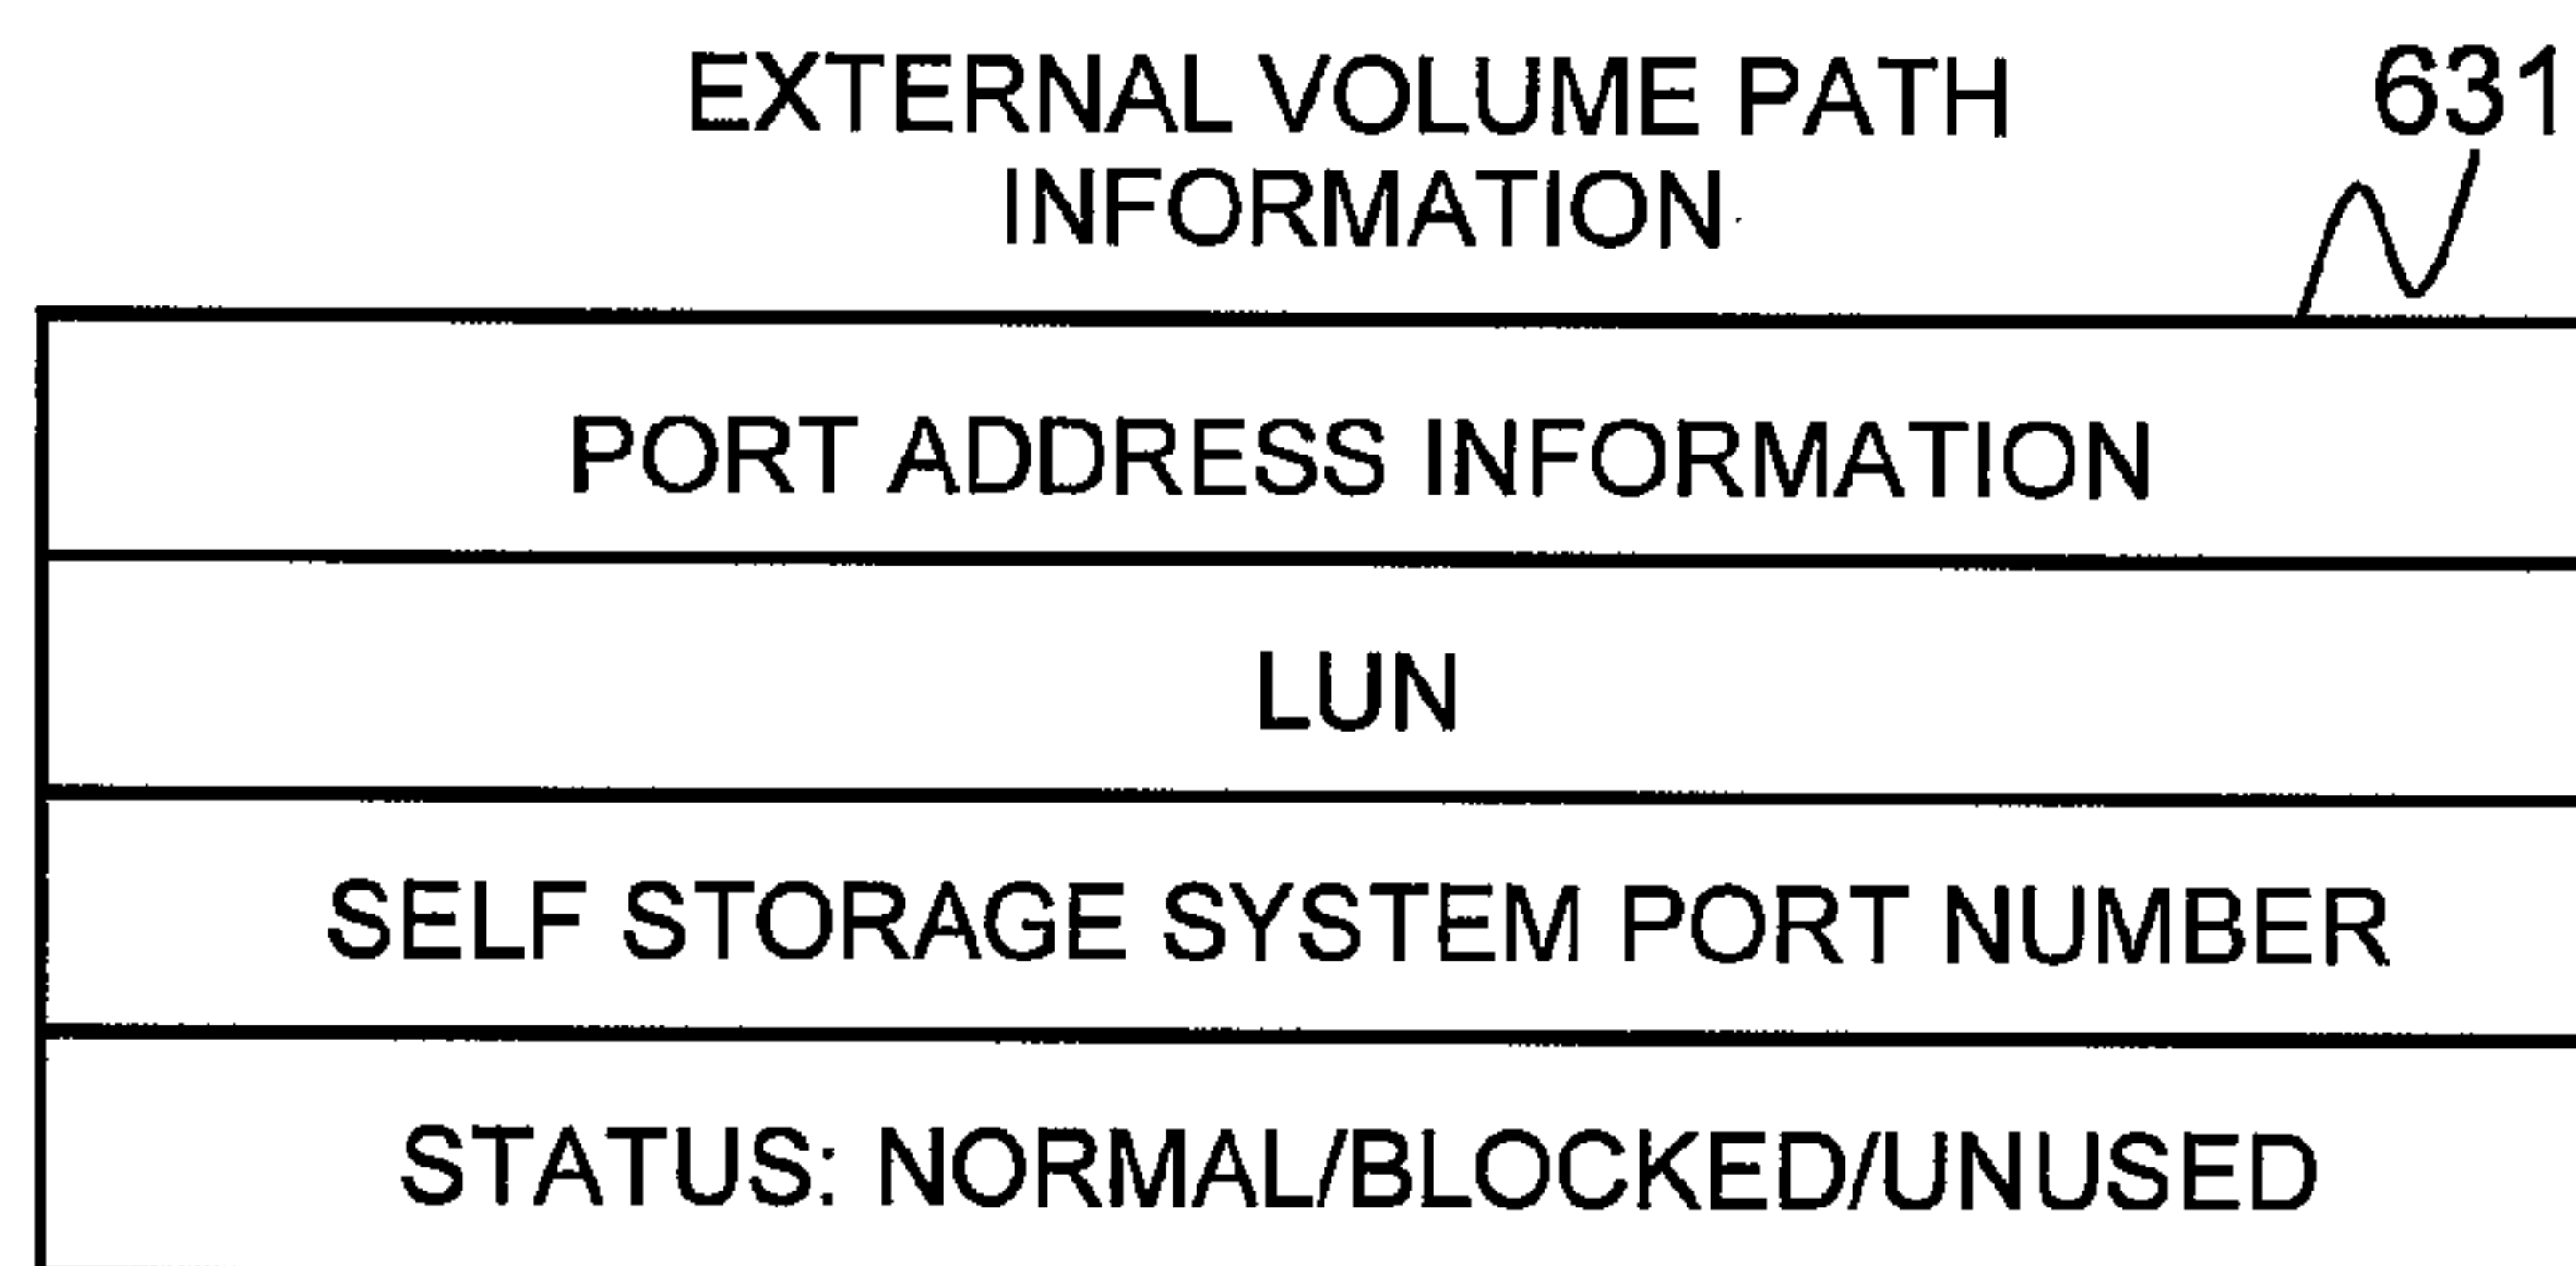 EXTERNAL VOLUME PATH
INFORMATION
631
PORT ADDRESS INFORMATION
LUN
SELF STORAGE SYSTEM PORT NUMBER
STATUS: NORMAL/BLOCKED/UNUSED